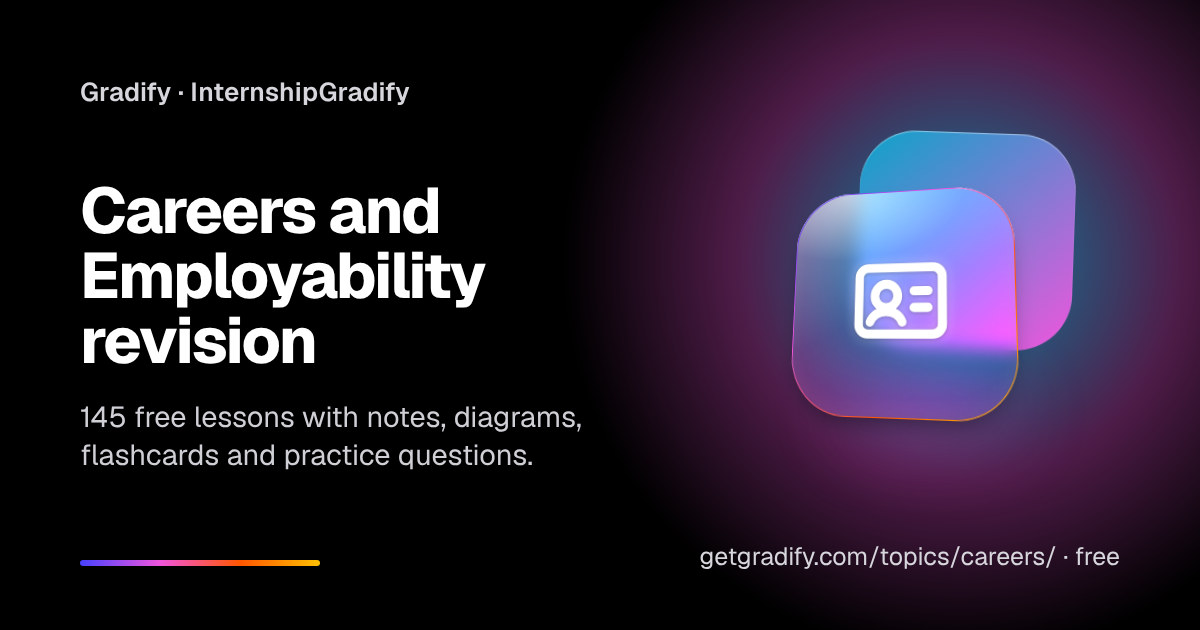 Gradify · InternshipGradify
Careers and
Employability
revision
145 free lessons with notes, diagrams,
flashcards and practice questions.
getgradify.com/topics/careers/ · free